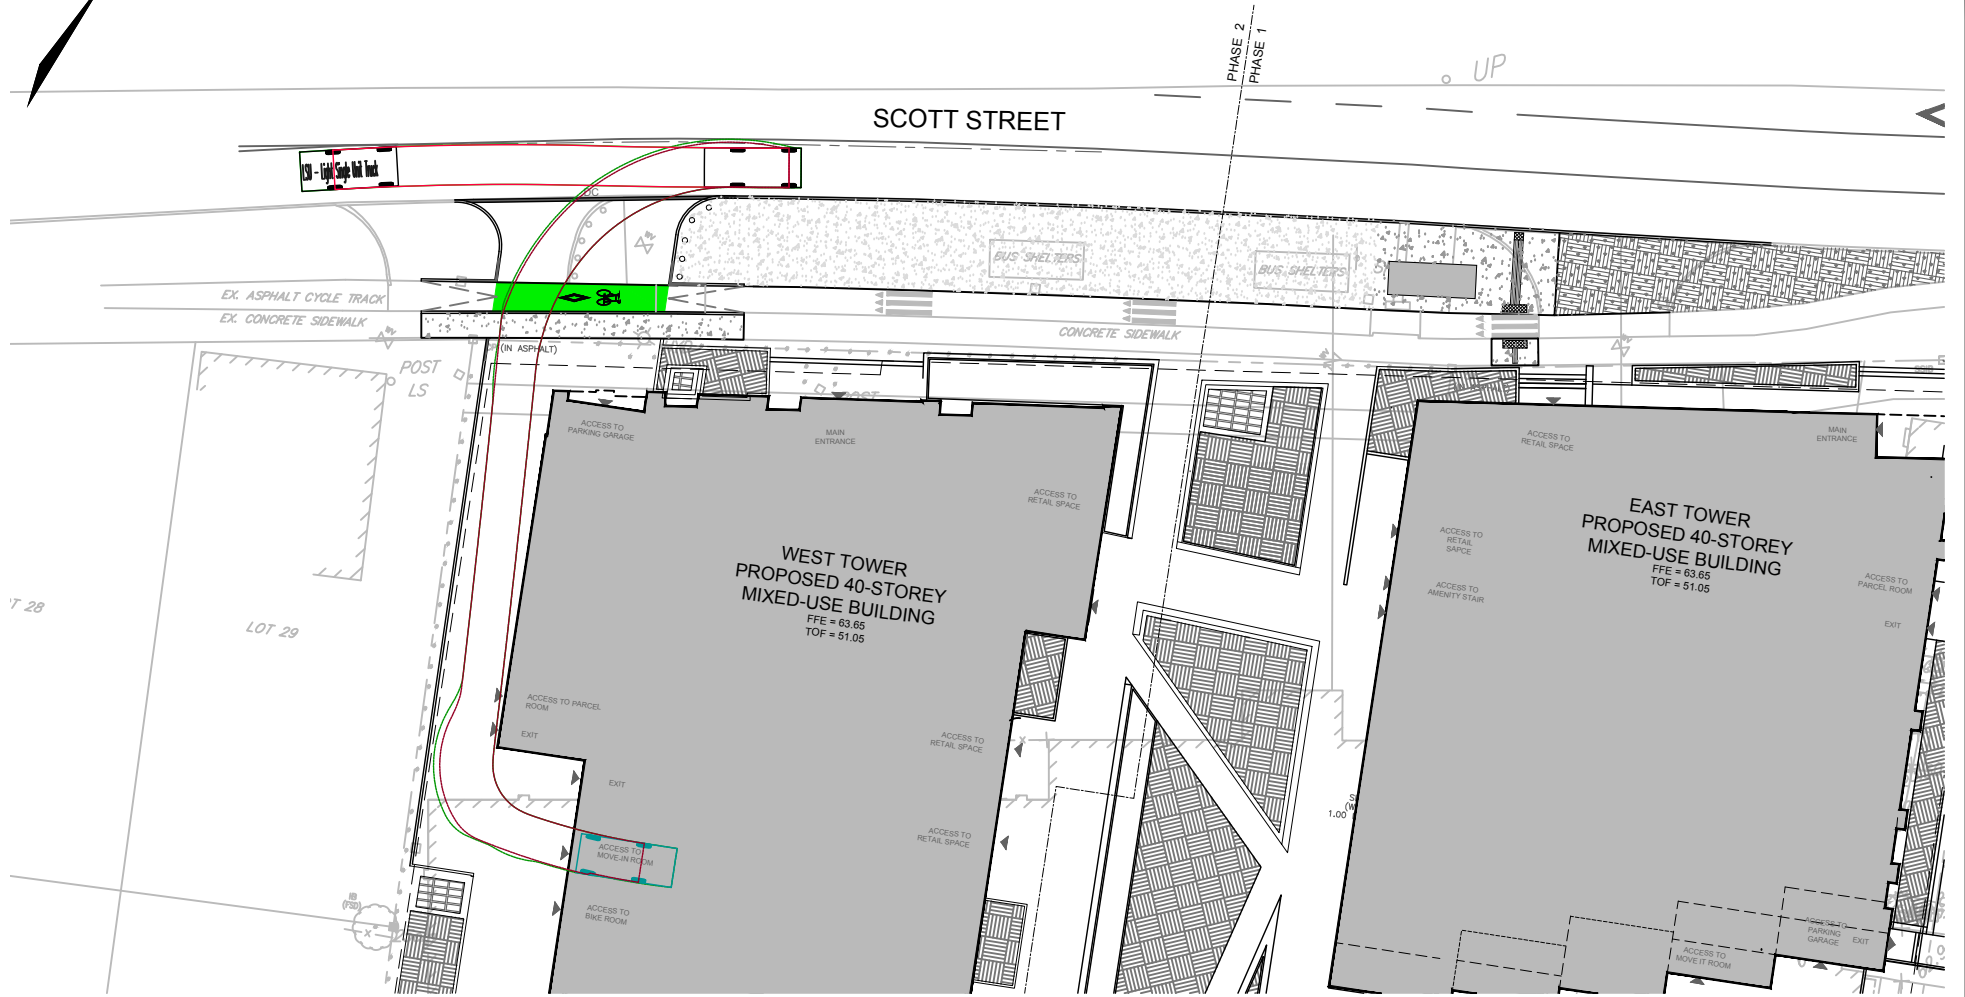 PHASE 2
PHASE 1
UP
SCOTT STREET
LSU - Light Single Unit Truck
DC
BUS SHELTERS
BUS SHELTERS
EX. ASPHALT CYCLE TRACK
EX. CONCRETE SIDEWALK
CONCRETE SIDEWALK
(IN ASPHALT)
POST
LS
POST
ACCESS TO
PARKING GARAGE
MAIN
ENTRANCE
ACCESS TO
RETAIL SPACE
WEST TOWER
PROPOSED 40-STOREY
MIXED-USE BUILDING
FFE = 63.65
TOF = 51.05
ACCESS TO PARCEL
ROOM
EXIT
EXIT
ACCESS TO
MOVE-IN ROOM
ACCESS TO
BIKE ROOM
ACCESS TO
RETAIL SPACE
ACCESS TO
RETAIL SPACE
LOT 29
T 28
HB
(FSD)
1.00
ACCESS TO
RETAIL SPACE
MAIN
ENTRANCE
EAST TOWER
PROPOSED 40-STOREY
MIXED-USE BUILDING
FFE = 63.65
TOF = 51.05
ACCESS TO
RETAIL
SAPCE
ACCESS TO
AMENITY STAIR
ACCESS TO
PARCEL ROOM
EXIT
ACCESS TO
PARKING
GARAGE
EXIT
ACCESS TO
MOVE IT ROOM